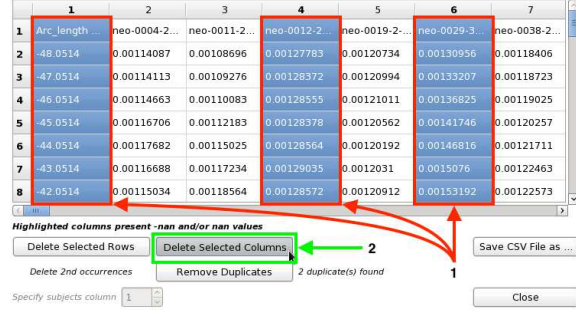 1 2 3 4 5 6 7
1 Arc_length ... neo-0004-2... neo-0011-2... neo-0012-2... neo-0019-2-... neo-0029-3... neo-0038-2...
2 -48.0514 0.00114087 0.00108696 0.00127783 0.00120734 0.00130956 0.00118406
3 -47.0514 0.00114113 0.00109276 0.00128372 0.00120994 0.00133207 0.00118723
4 -46.0514 0.00114663 0.00110083 0.00128555 0.00121011 0.00136825 0.00119025
5 -45.0514 0.00116706 0.00112183 0.00128378 0.00120562 0.00141746 0.00120257
6 -44.0514 0.00117682 0.00115025 0.00128564 0.00120192 0.00146816 0.00121711
7 -43.0514 0.00116688 0.00117234 0.00129035 0.0012031 0.0015076 0.00122463
8 -42.0514 0.00115034 0.00118564 0.00128572 0.00120912 0.00153192 0.00122573
Highlighted columns present -nan and/or nan values
Delete Selected Rows Delete Selected Columns 2 Save CSV File as ...
Delete 2nd occurrences Remove Duplicates 2 duplicate(s) found 1
Specify subjects column 1 Close